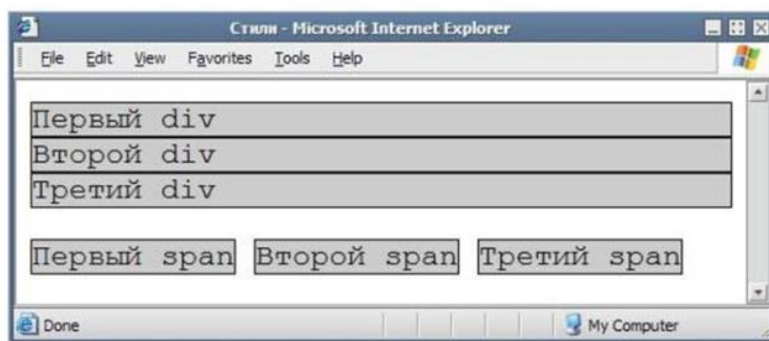 Стили - Microsoft Internet Explorer
File Edit View Favorites Tools Help
Первый div
Второй div
Третий div
Первый span Второй span Третий span
Done My Computer